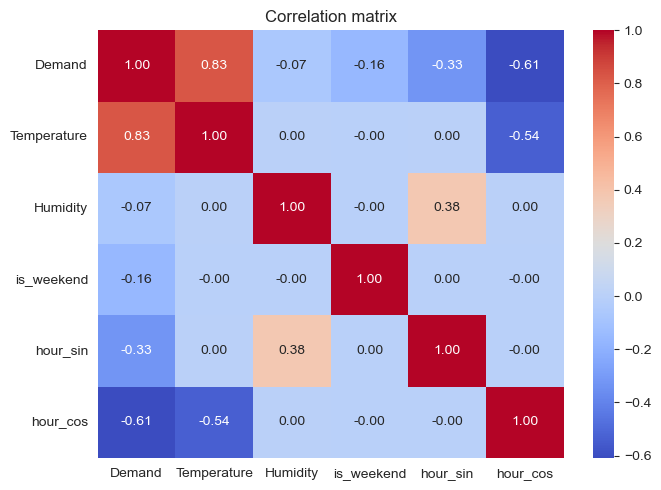 Correlation matrix
Demand 1.00 0.83 -0.07 -0.16 -0.33 -0.61
Temperature 0.83 1.00 0.00 -0.00 0.00 -0.54
Humidity -0.07 0.00 1.00 -0.00 0.38 0.00
is_weekend -0.16 -0.00 -0.00 1.00 0.00 -0.00
hour_sin -0.33 0.00 0.38 0.00 1.00 -0.00
hour_cos -0.61 -0.54 0.00 -0.00 -0.00 1.00
Demand Temperature Humidity is_weekend hour_sin hour_cos
1.0
0.8
0.6
0.4
0.2
0.0
−0.2
−0.4
−0.6